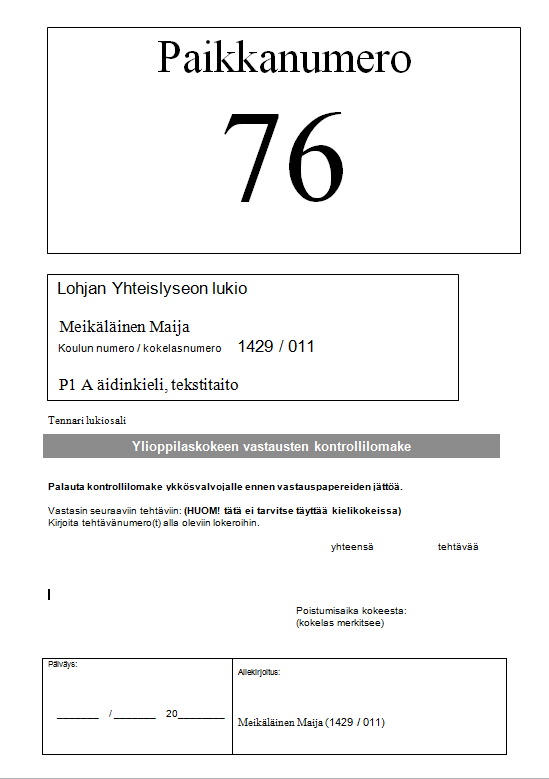 Paikkanumero
76
Lohjan Yhteislyseon lukio
Meikäläinen Maija
Koulun numero / kokelasnumero 1429 / 011
P1 A äidinkieli, tekstitaito
Tennari lukiosali
Ylioppilaskokeen vastausten kontrollilomake
Palauta kontrollilomake ykkösvalvojalle ennen vastauspapereiden jättöä.
Vastasin seuraaviin tehtäviin: (HUOM! tätä ei tarvitse täyttää kielikokeissa)
Kirjoita tehtävänumero(t) alla oleviin lokeroihin.
yhteensä tehtävää
Poistumisaika kokeesta:
(kokelas merkitsee)
Päiväys:
Allekirjoitus:
_______ / _______ 20________
Meikäläinen Maija (1429 / 011)